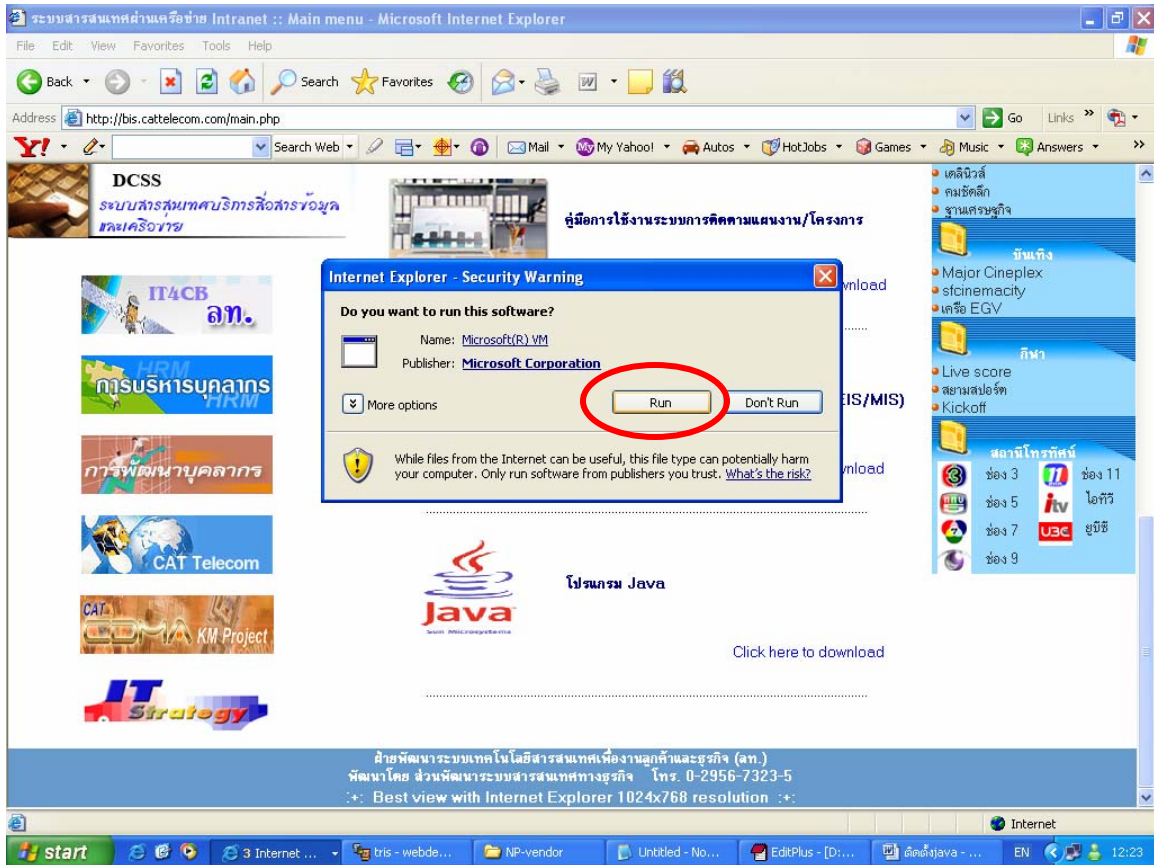 ระบบสารสนเทศผ่านเครือข่าย Intranet :: Main menu - Microsoft Internet Explorer
File Edit View Favorites Tools Help
Back Search Favorites
Address http://bis.cattelecom.com/main.php Go Links »
Y! Search Web Mail My Yahoo! Autos HotJobs Games Music Answers »
DCSS
ระบบสารสนเทศบริการสื่อสารข้อมูล
และเครือข่าย
IT4CB
ลท.
HRM
การบริหารบุคลากร
HRM
การพัฒนาบุคลากร
CAT Telecom
CAT
CDMA KM Project
IT
Strategy
คู่มือการใช้งานระบบการติดตามแผนงาน/โครงการ
wnload
EIS/MIS)
wnload
Internet Explorer - Security Warning
Do you want to run this software?
Name: Microsoft(R) VM
Publisher: Microsoft Corporation
More options
Run Don't Run
While files from the Internet can be useful, this file type can potentially harm
your computer. Only run software from publishers you trust. What's the risk?
Java
Sun Microsystems
โปรแกรม Java
Click here to download
เดลินิวส์
คมชัดลึก
ฐานเศรษฐกิจ
บันเทิง
Major Cineplex
sfcinemacity
เครือ EGV
กีฬา
Live score
สยามสปอร์ต
Kickoff
สถานีโทรทัศน์
ช่อง 3 ช่อง 11
ช่อง 5 itv ไอทีวี
ช่อง 7 UBC ยูบีซี
ช่อง 9
ฝ่ายพัฒนาระบบเทคโนโลยีสารสนเทศเพื่องานลูกค้าและธุรกิจ (ลท.)
พัฒนาโดย ส่วนพัฒนาระบบสารสนเทศทางธุรกิจ โทร. 0-2956-7323-5
:+: Best view with Internet Explorer 1024x768 resolution :+:
Internet
start 3 Internet ... tris - webde... NP-vendor Untitled - No... EditPlus - [D:... ติดตั้งjava - ... EN 12:23